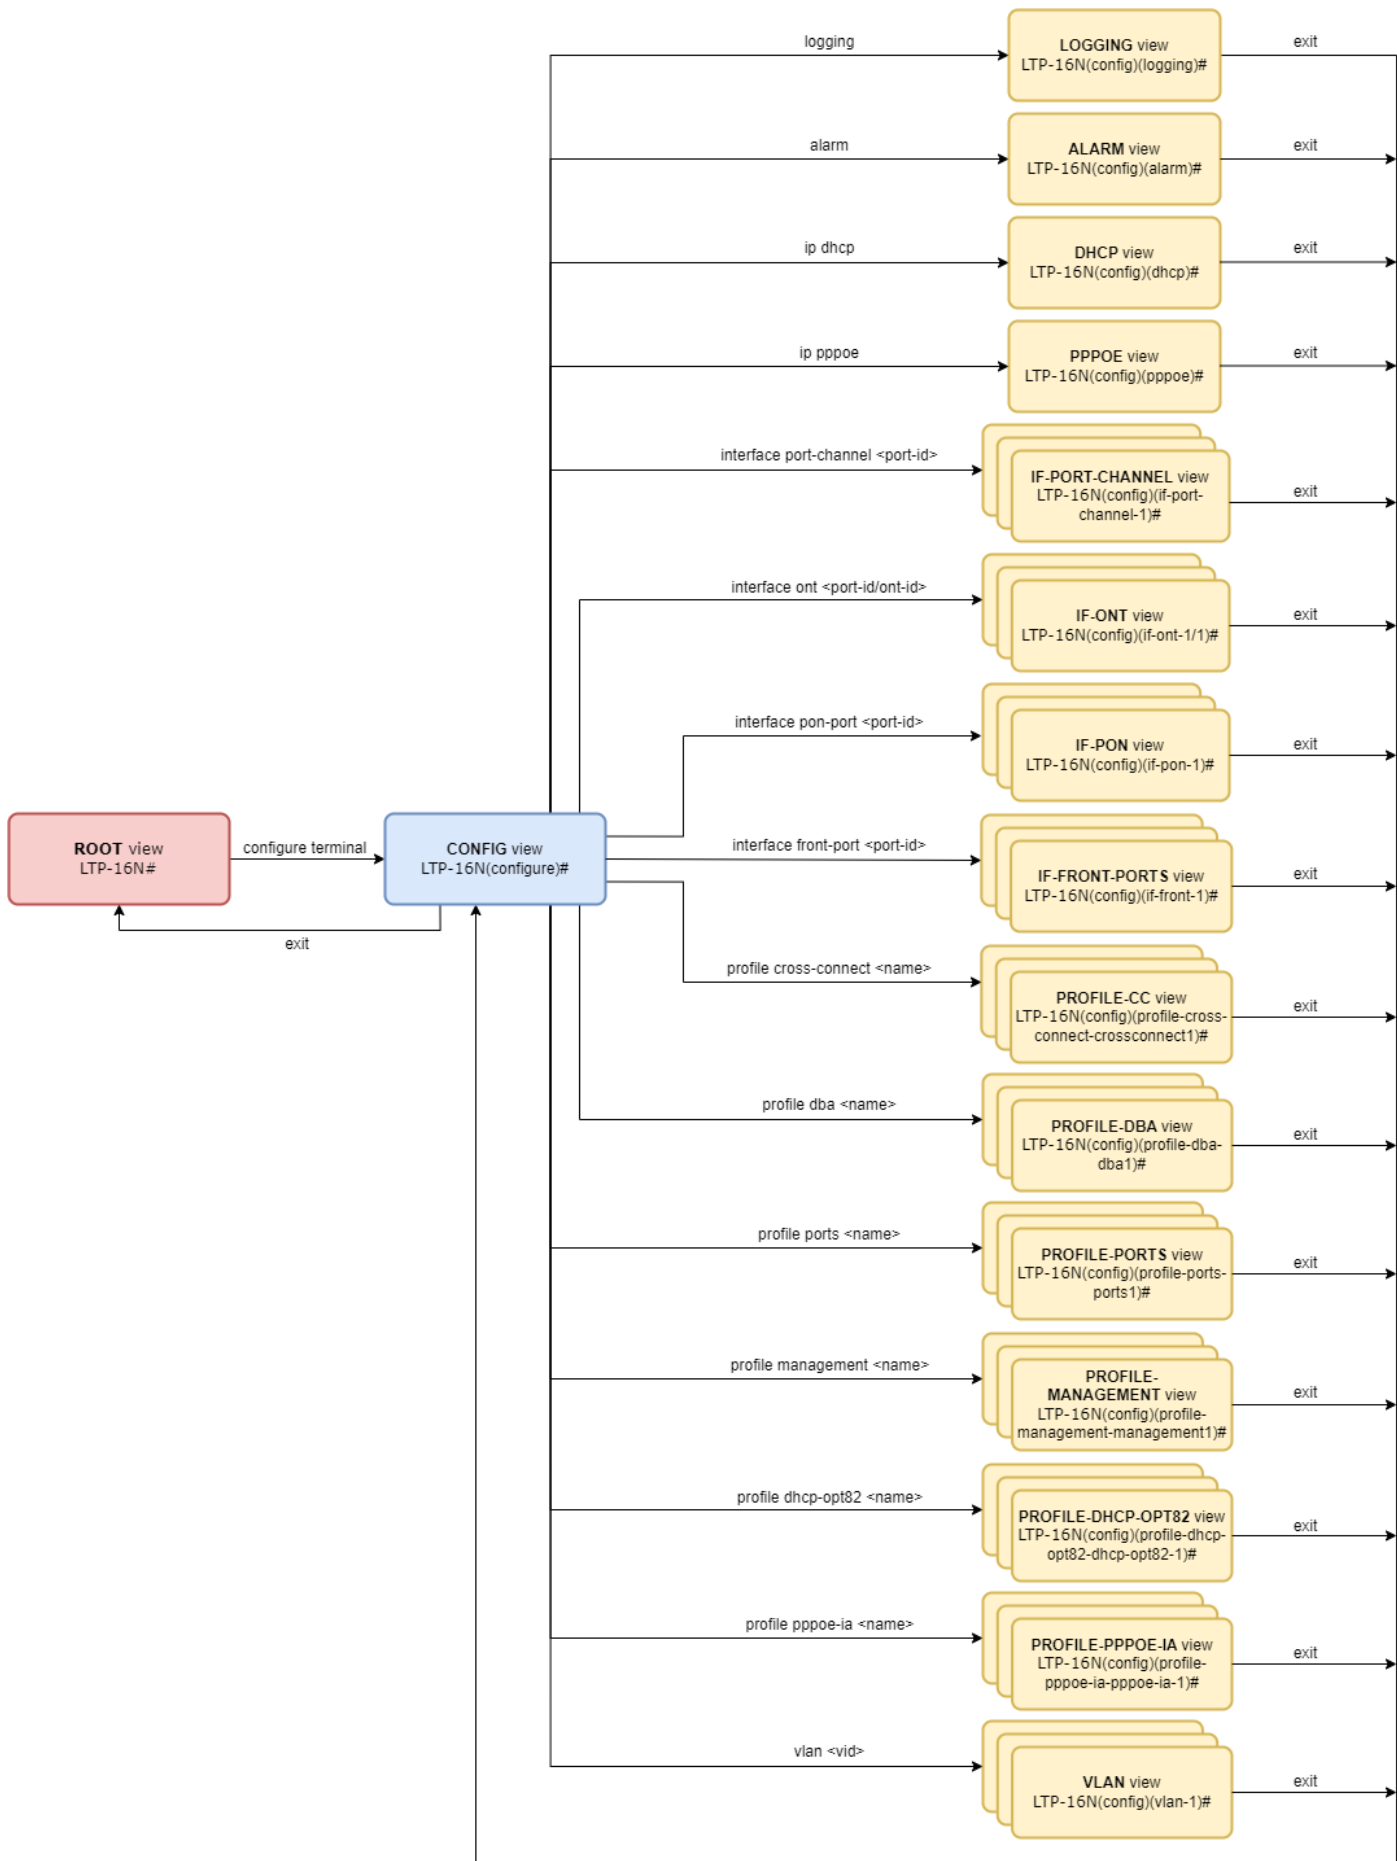 logging
LOGGING view
LTP-16N(config)(logging)#
exit
alarm
ALARM view
LTP-16N(config)(alarm)#
exit
ip dhcp
DHCP view
LTP-16N(config)(dhcp)#
exit
ip pppoe
PPPOE view
LTP-16N(config)(pppoe)#
exit
interface port-channel <port-id>
IF-PORT-CHANNEL view
LTP-16N(config)(if-port-
channel-1)#
exit
interface ont <port-id/ont-id>
IF-ONT view
LTP-16N(config)(if-ont-1/1)#
exit
interface pon-port <port-id>
IF-PON view
LTP-16N(config)(if-pon-1)#
exit
ROOT view
LTP-16N#
configure terminal
CONFIG view
LTP-16N(configure)#
exit
interface front-port <port-id>
IF-FRONT-PORTS view
LTP-16N(config)(if-front-1)#
exit
profile cross-connect <name>
PROFILE-CC view
LTP-16N(config)(profile-cross-
connect-crossconnect1)#
exit
profile dba <name>
PROFILE-DBA view
LTP-16N(config)(profile-dba-
dba1)#
exit
profile ports <name>
PROFILE-PORTS view
LTP-16N(config)(profile-ports-
ports1)#
exit
profile management <name>
PROFILE-
MANAGEMENT view
LTP-16N(config)(profile-
management-management1)#
exit
profile dhcp-opt82 <name>
PROFILE-DHCP-OPT82 view
LTP-16N(config)(profile-dhcp-
opt82-dhcp-opt82-1)#
exit
profile pppoe-ia <name>
PROFILE-PPPOE-IA view
LTP-16N(config)(profile-
pppoe-ia-pppoe-ia-1)#
exit
vlan <vid>
VLAN view
LTP-16N(config)(vlan-1)#
exit